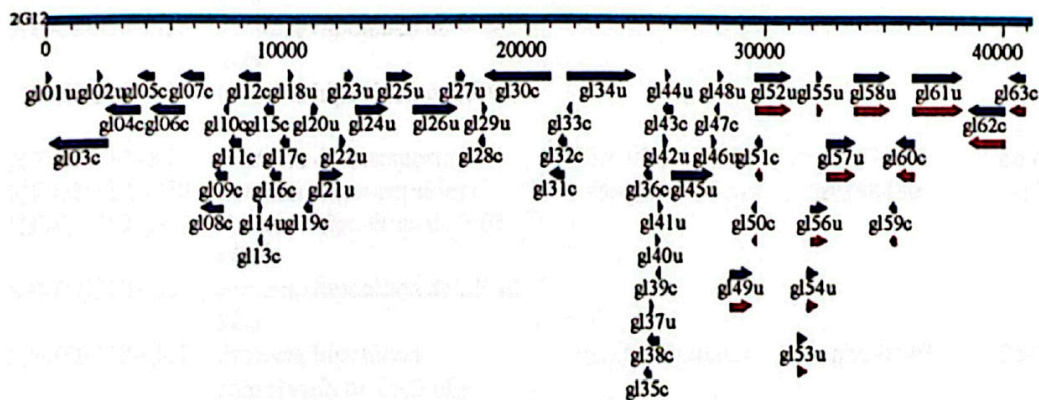 2G12
0 10000 20000 30000 40000
gl01u gl02u gl05c gl07c gl12c gl18u gl23u gl25u gl27u gl30c gl34u gl44u gl48u gl52u gl55u gl58u gl61u gl63c
gl04c gl06c gl10c gl15c gl20u gl24u gl26u gl29u gl33c gl43c gl47c gl62c
gl03c gl11c gl17c gl22u gl28c gl32c gl42u gl46u gl51c gl57u gl60c
gl09c gl16c gl21u gl31c gl36c gl45u
gl08c gl14u gl19c gl41u gl50c gl56u gl59c
gl13c gl40u
gl39c gl49u gl54u
gl37u
gl38c gl53u
gl35c